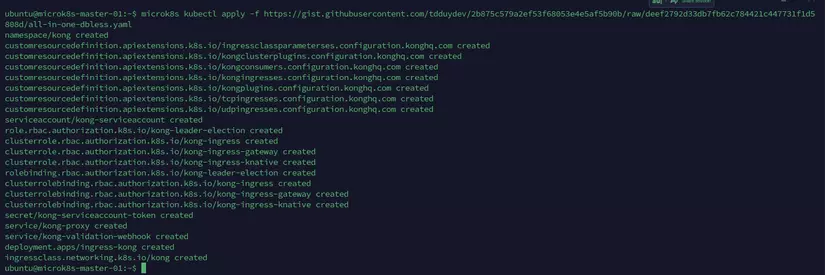 ubuntu@microk8s-master-01:~$ microk8s kubectl apply -f https://gist.githubusercontent.com/tdduydev/2b875c579a2ef53f68053e4e5af5b90b/raw/deef2792d33db7fb62c784421c447731f1d5
808d/all-in-one-dbless.yaml
namespace/kong created
customresourcedefinition.apiextensions.k8s.io/ingressclassparameterses.configuration.konghq.com created
customresourcedefinition.apiextensions.k8s.io/kongclusterplugins.configuration.konghq.com created
customresourcedefinition.apiextensions.k8s.io/kongconsumers.configuration.konghq.com created
customresourcedefinition.apiextensions.k8s.io/kongingresses.configuration.konghq.com created
customresourcedefinition.apiextensions.k8s.io/kongplugins.configuration.konghq.com created
customresourcedefinition.apiextensions.k8s.io/tcpingresses.configuration.konghq.com created
customresourcedefinition.apiextensions.k8s.io/udpingresses.configuration.konghq.com created
serviceaccount/kong-serviceaccount created
role.rbac.authorization.k8s.io/kong-leader-election created
clusterrole.rbac.authorization.k8s.io/kong-ingress created
clusterrole.rbac.authorization.k8s.io/kong-ingress-gateway created
clusterrole.rbac.authorization.k8s.io/kong-ingress-knative created
rolebinding.rbac.authorization.k8s.io/kong-leader-election created
clusterrolebinding.rbac.authorization.k8s.io/kong-ingress created
clusterrolebinding.rbac.authorization.k8s.io/kong-ingress-gateway created
clusterrolebinding.rbac.authorization.k8s.io/kong-ingress-knative created
secret/kong-serviceaccount-token created
service/kong-proxy created
service/kong-validation-webhook created
deployment.apps/ingress-kong created
ingressclass.networking.k8s.io/kong created
ubuntu@microk8s-master-01:~$